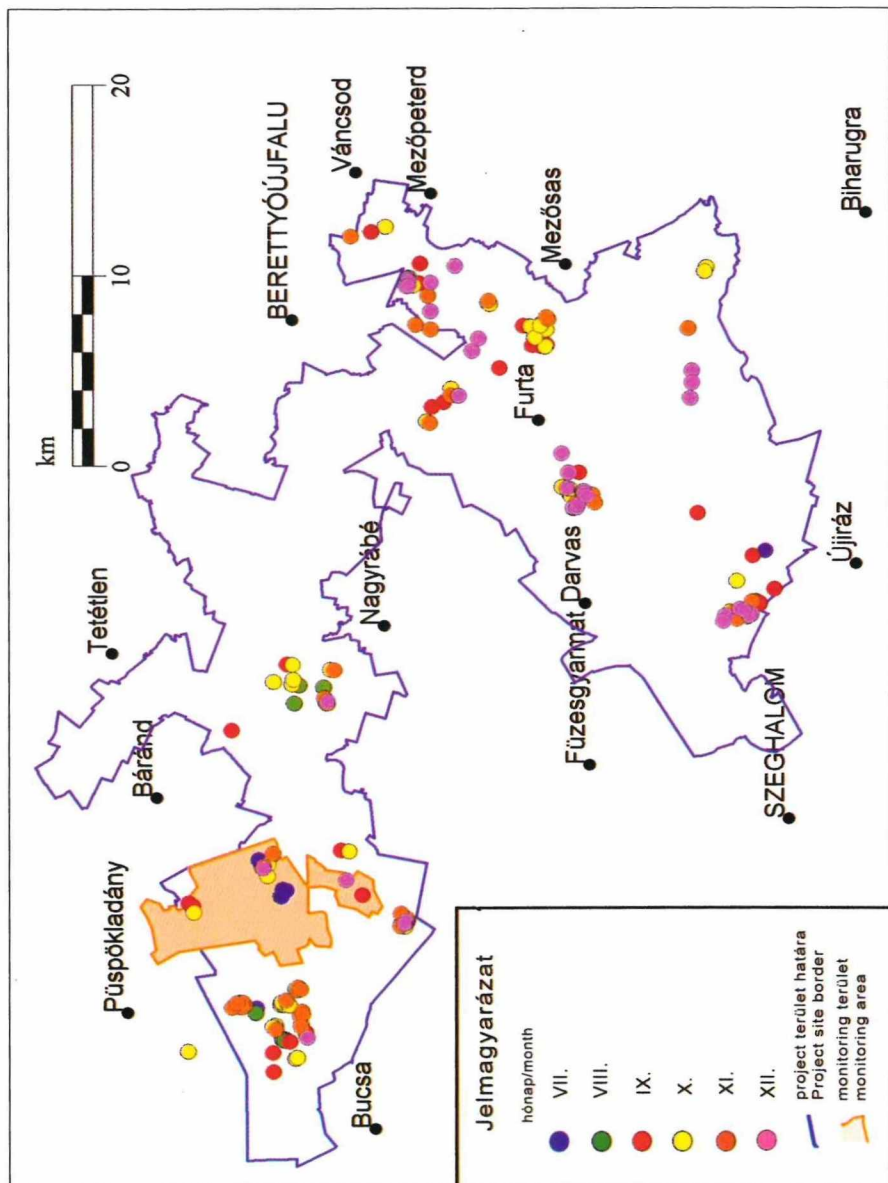 km
0
10
20
Püspökladány
Báránd
Tetétlen
BERETTYÓÚJFALU
Váncsod
Mezőpeterd
Bucsa
Nagyrábé
Mezősas
Furta
Füzesgyarmat
Darvas
SZEGHALOM
Újiráz
Biharugra
Jelmagyarázat
hónap/month
VII.
VIII.
IX.
X.
XI.
XII.
project terület határa
Project site border
monitoring terület
monitoring area